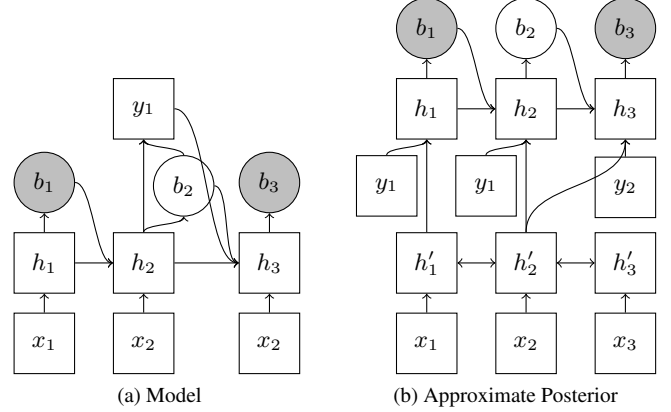 b₁ b₂ b₃
y₁ h₁ h₂ h₃
b₁ b₂ b₃ y₁ y₁ y₂
h₁ h₂ h₃ h′₁ h′₂ h′₃
x₁ x₂ x₂ x₁ x₂ x₃
(a) Model (b) Approximate Posterior